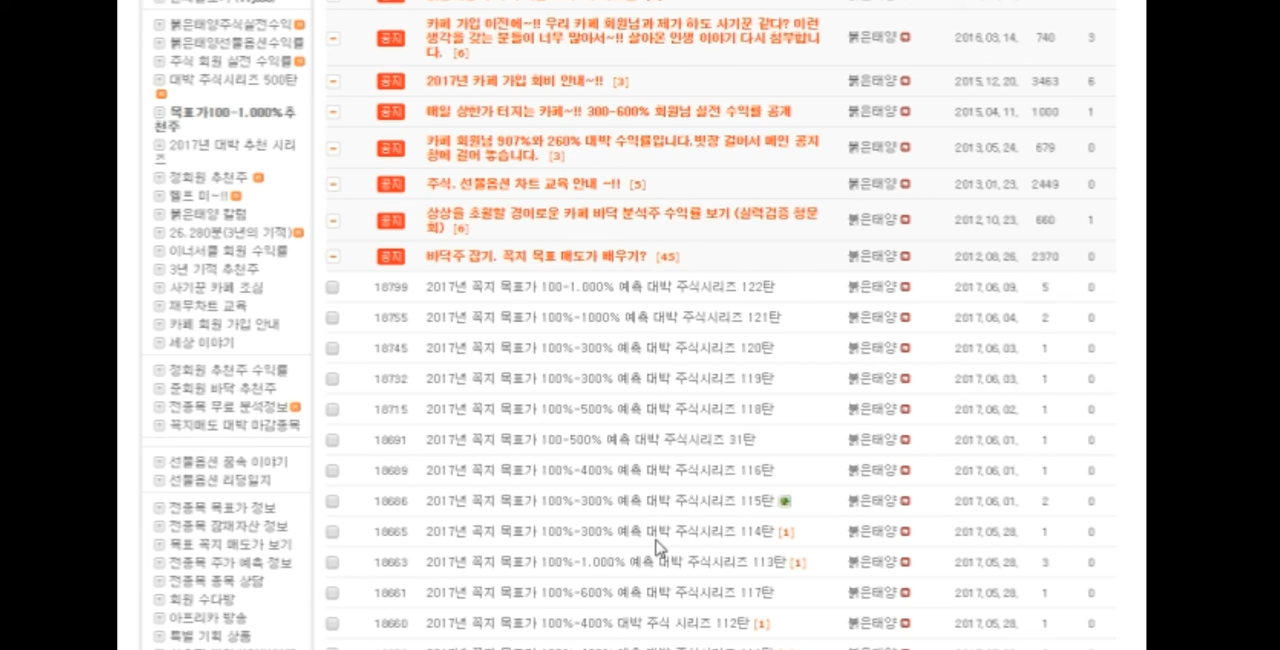 붉은태양주식실전수익
붉은태양선물옵션수익률
주식 회원 실전 수익률
대박 주식시리즈 500탄
목표가100-1.000%추
천주
2017년 대박 추천 시리
즈
정회원 추천주
헬프 미~!!
붉은태양 칼럼
26.280분(3년의 기적)
이너서클 회원 수익률
3년 기적 추천주
사기꾼 카페 조심
재무차트 교육
카페 회원 가입 안내
세상 이야기
정회원 추천주 수익률
준회원 바닥 추천주
전종목 무료 분석정보
꼭지매도 대박 마감종목
선물옵션 꿈속 이야기
선물옵션 리딩일지
전종목 목표가 정보
전종목 잠재자산 정보
목표 꼭지 매도가 보기
전종목 주가 예측 정보
전종목 종목 상담
회원 수다방
아프리카 방송
특별 기획 상품
공지 카페 가입 이전에~!! 우리 카페 회원님과 제가 하도 사기꾼 같다? 이런 붉은태양 2016.03.14. 740 3
생각을 갖는 분들이 너무 많아서~!! 살아온 인생 이야기 다시 첨부합니
다. [6]
공지 2017년 카페 가입 회비 안내~!! [3] 붉은태양 2015.12.20. 3463 6
공지 매일 상한가 터지는 카페~!! 300-600% 회원님 실전 수익률 공개 붉은태양 2015.04.11. 1000 1
공지 카페 회원님 907%와 260% 대박 수익률입니다.벗장 걸어서 메인 공지 붉은태양 2013.05.24. 679 0
창에 걸어 놓습니다. [3]
공지 주식. 선물옵션 차트 교육 안내 ~!! [5] 붉은태양 2013.01.23. 2449 0
공지 상상을 초월할 경이로운 카페 바닥 분석주 수익률 보기 (실력검증 청문 붉은태양 2012.10.23. 660 1
회) [6]
공지 바닥주 잡기. 꼭지 목표 매도가 배우기? [45] 붉은태양 2012.08.26. 2370 0
18799 2017년 꼭지 목표가 100-1.000% 예측 대박 주식시리즈 122탄 붉은태양 2017.06.09. 5 0
18755 2017년 꼭지 목표가 100%-1000% 예측 대박 주식시리즈 121탄 붉은태양 2017.06.04. 2 0
18745 2017년 꼭지 목표가 100%-300% 예측 대박 주식시리즈 120탄 붉은태양 2017.06.03. 1 0
18732 2017년 꼭지 목표가 100%-300% 예측 대박 주식시리즈 119탄 붉은태양 2017.06.03. 1 0
18715 2017년 꼭지 목표가 100%-500% 예측 대박 주식시리즈 118탄 붉은태양 2017.06.02. 1 0
18691 2017년 꼭지 목표가 100-500% 예측 대박 주식시리즈 31탄 붉은태양 2017.06.01. 1 0
18689 2017년 꼭지 목표가 100%-400% 예측 대박 주식시리즈 116탄 붉은태양 2017.06.01. 1 0
18686 2017년 꼭지 목표가 100%-300% 예측 대박 주식시리즈 115탄 붉은태양 2017.06.01. 2 0
18665 2017년 꼭지 목표가 100%-300% 예측 대박 주식시리즈 114탄 [1] 붉은태양 2017.05.28. 1 0
18663 2017년 꼭지 목표가 100%-1.000% 예측 대박 주식시리즈 113탄 [1] 붉은태양 2017.05.28. 3 0
18661 2017년 꼭지 목표가 100%-600% 예측 대박 주식시리즈 117탄 붉은태양 2017.05.28. 1 0
18660 2017년 꼭지 목표가 100%-400% 대박 주식 시리즈 112탄 [1] 붉은태양 2017.05.28. 1 0